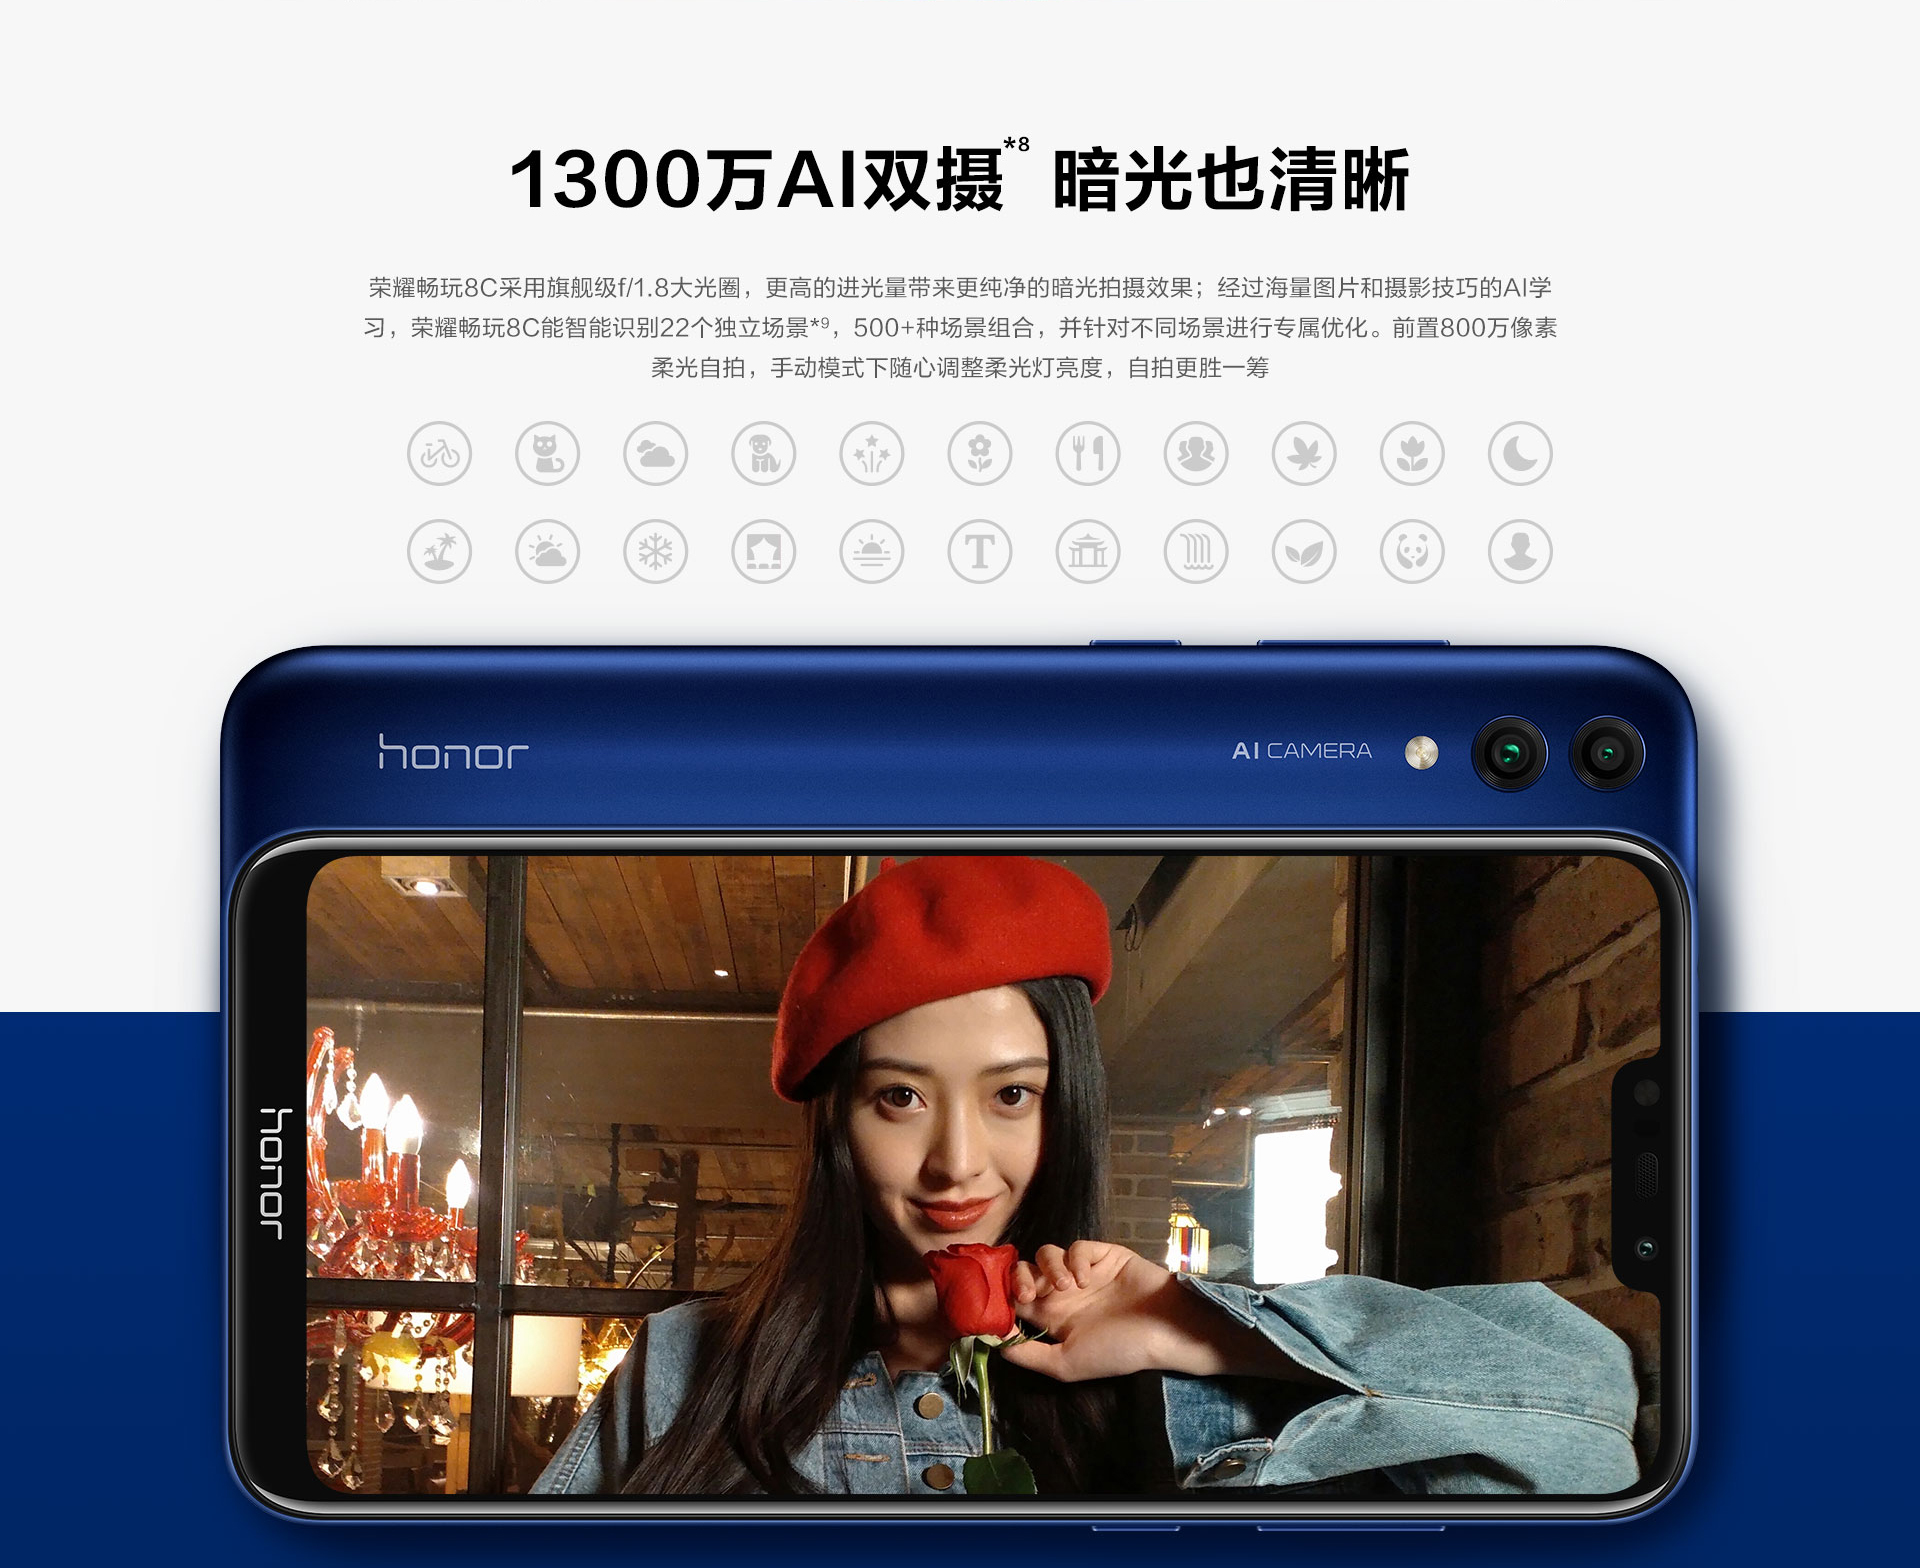 1300万AI双摄*8 暗光也清晰
荣耀畅玩8C采用旗舰级f/1.8大光圈，更高的进光量带来更纯净的暗光拍摄效果；经过海量图片和摄影技巧的AI学
习，荣耀畅玩8C能智能识别22个独立场景*9，500+种场景组合，并针对不同场景进行专属优化。前置800万像素
柔光自拍，手动模式下随心调整柔光灯亮度，自拍更胜一筹
T
honor
AI CAMERA
honor